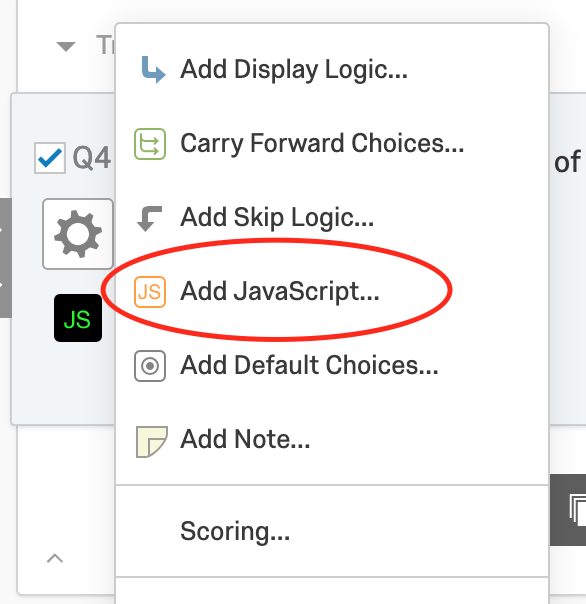 Add Display Logic...
Carry Forward Choices...
Q4
of
Add Skip Logic...
JS Add JavaScript...
JS
Add Default Choices...
Add Note...
Scoring...